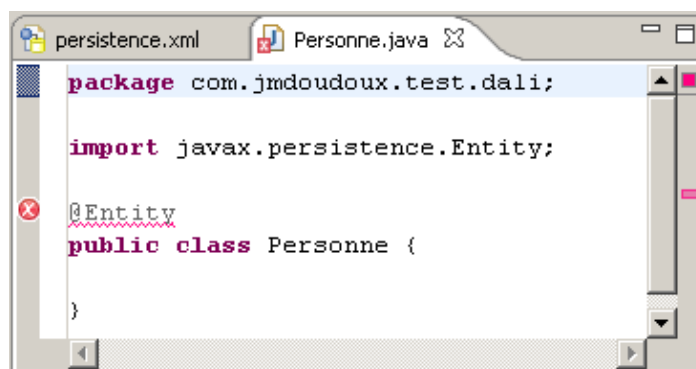 persistence.xml Personne.java
package com.jmdoudoux.test.dali;
import javax.persistence.Entity;
@Entity
public class Personne {
}